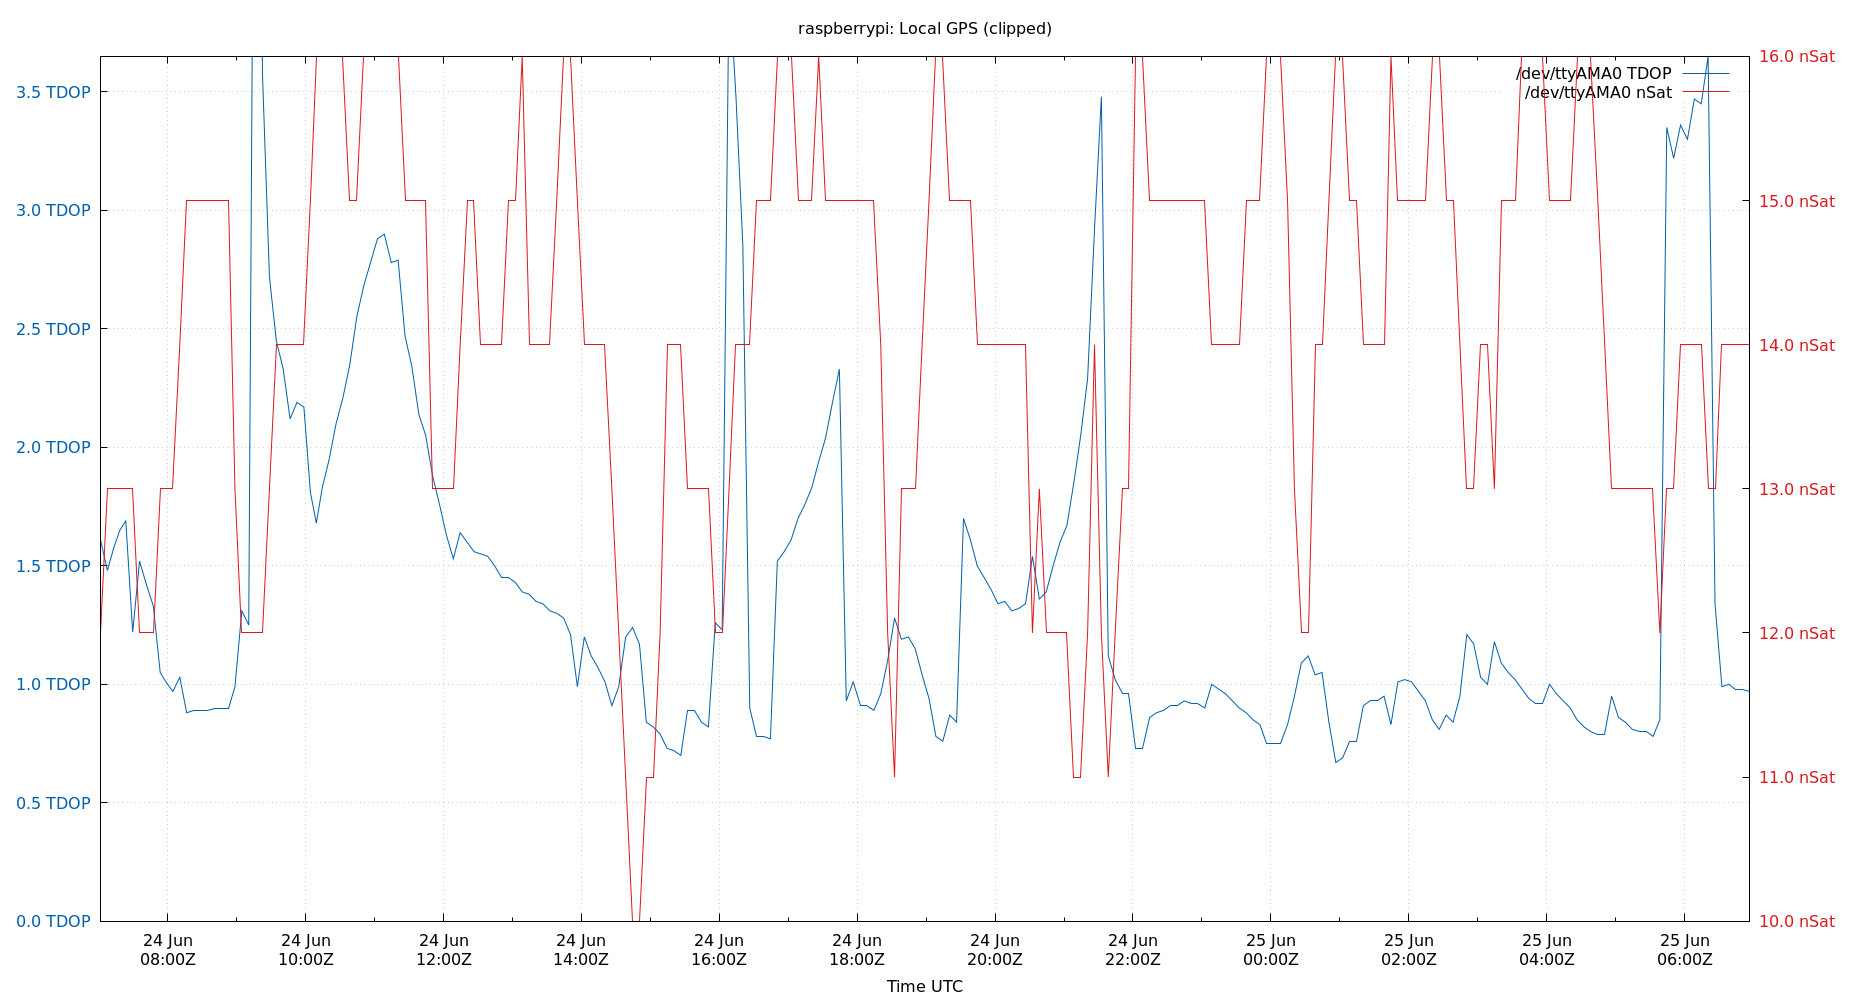 raspberrypi: Local GPS (clipped)
/dev/ttyAMA0 TDOP
/dev/ttyAMA0 nSat
3.5 TDOP
3.0 TDOP
2.5 TDOP
2.0 TDOP
1.5 TDOP
1.0 TDOP
0.5 TDOP
0.0 TDOP
16.0 nSat
15.0 nSat
14.0 nSat
13.0 nSat
12.0 nSat
11.0 nSat
10.0 nSat
24 Jun 24 Jun 24 Jun 24 Jun 24 Jun 24 Jun 24 Jun 24 Jun 25 Jun 25 Jun 25 Jun 25 Jun
08:00Z 10:00Z 12:00Z 14:00Z 16:00Z 18:00Z 20:00Z 22:00Z 00:00Z 02:00Z 04:00Z 06:00Z
Time UTC